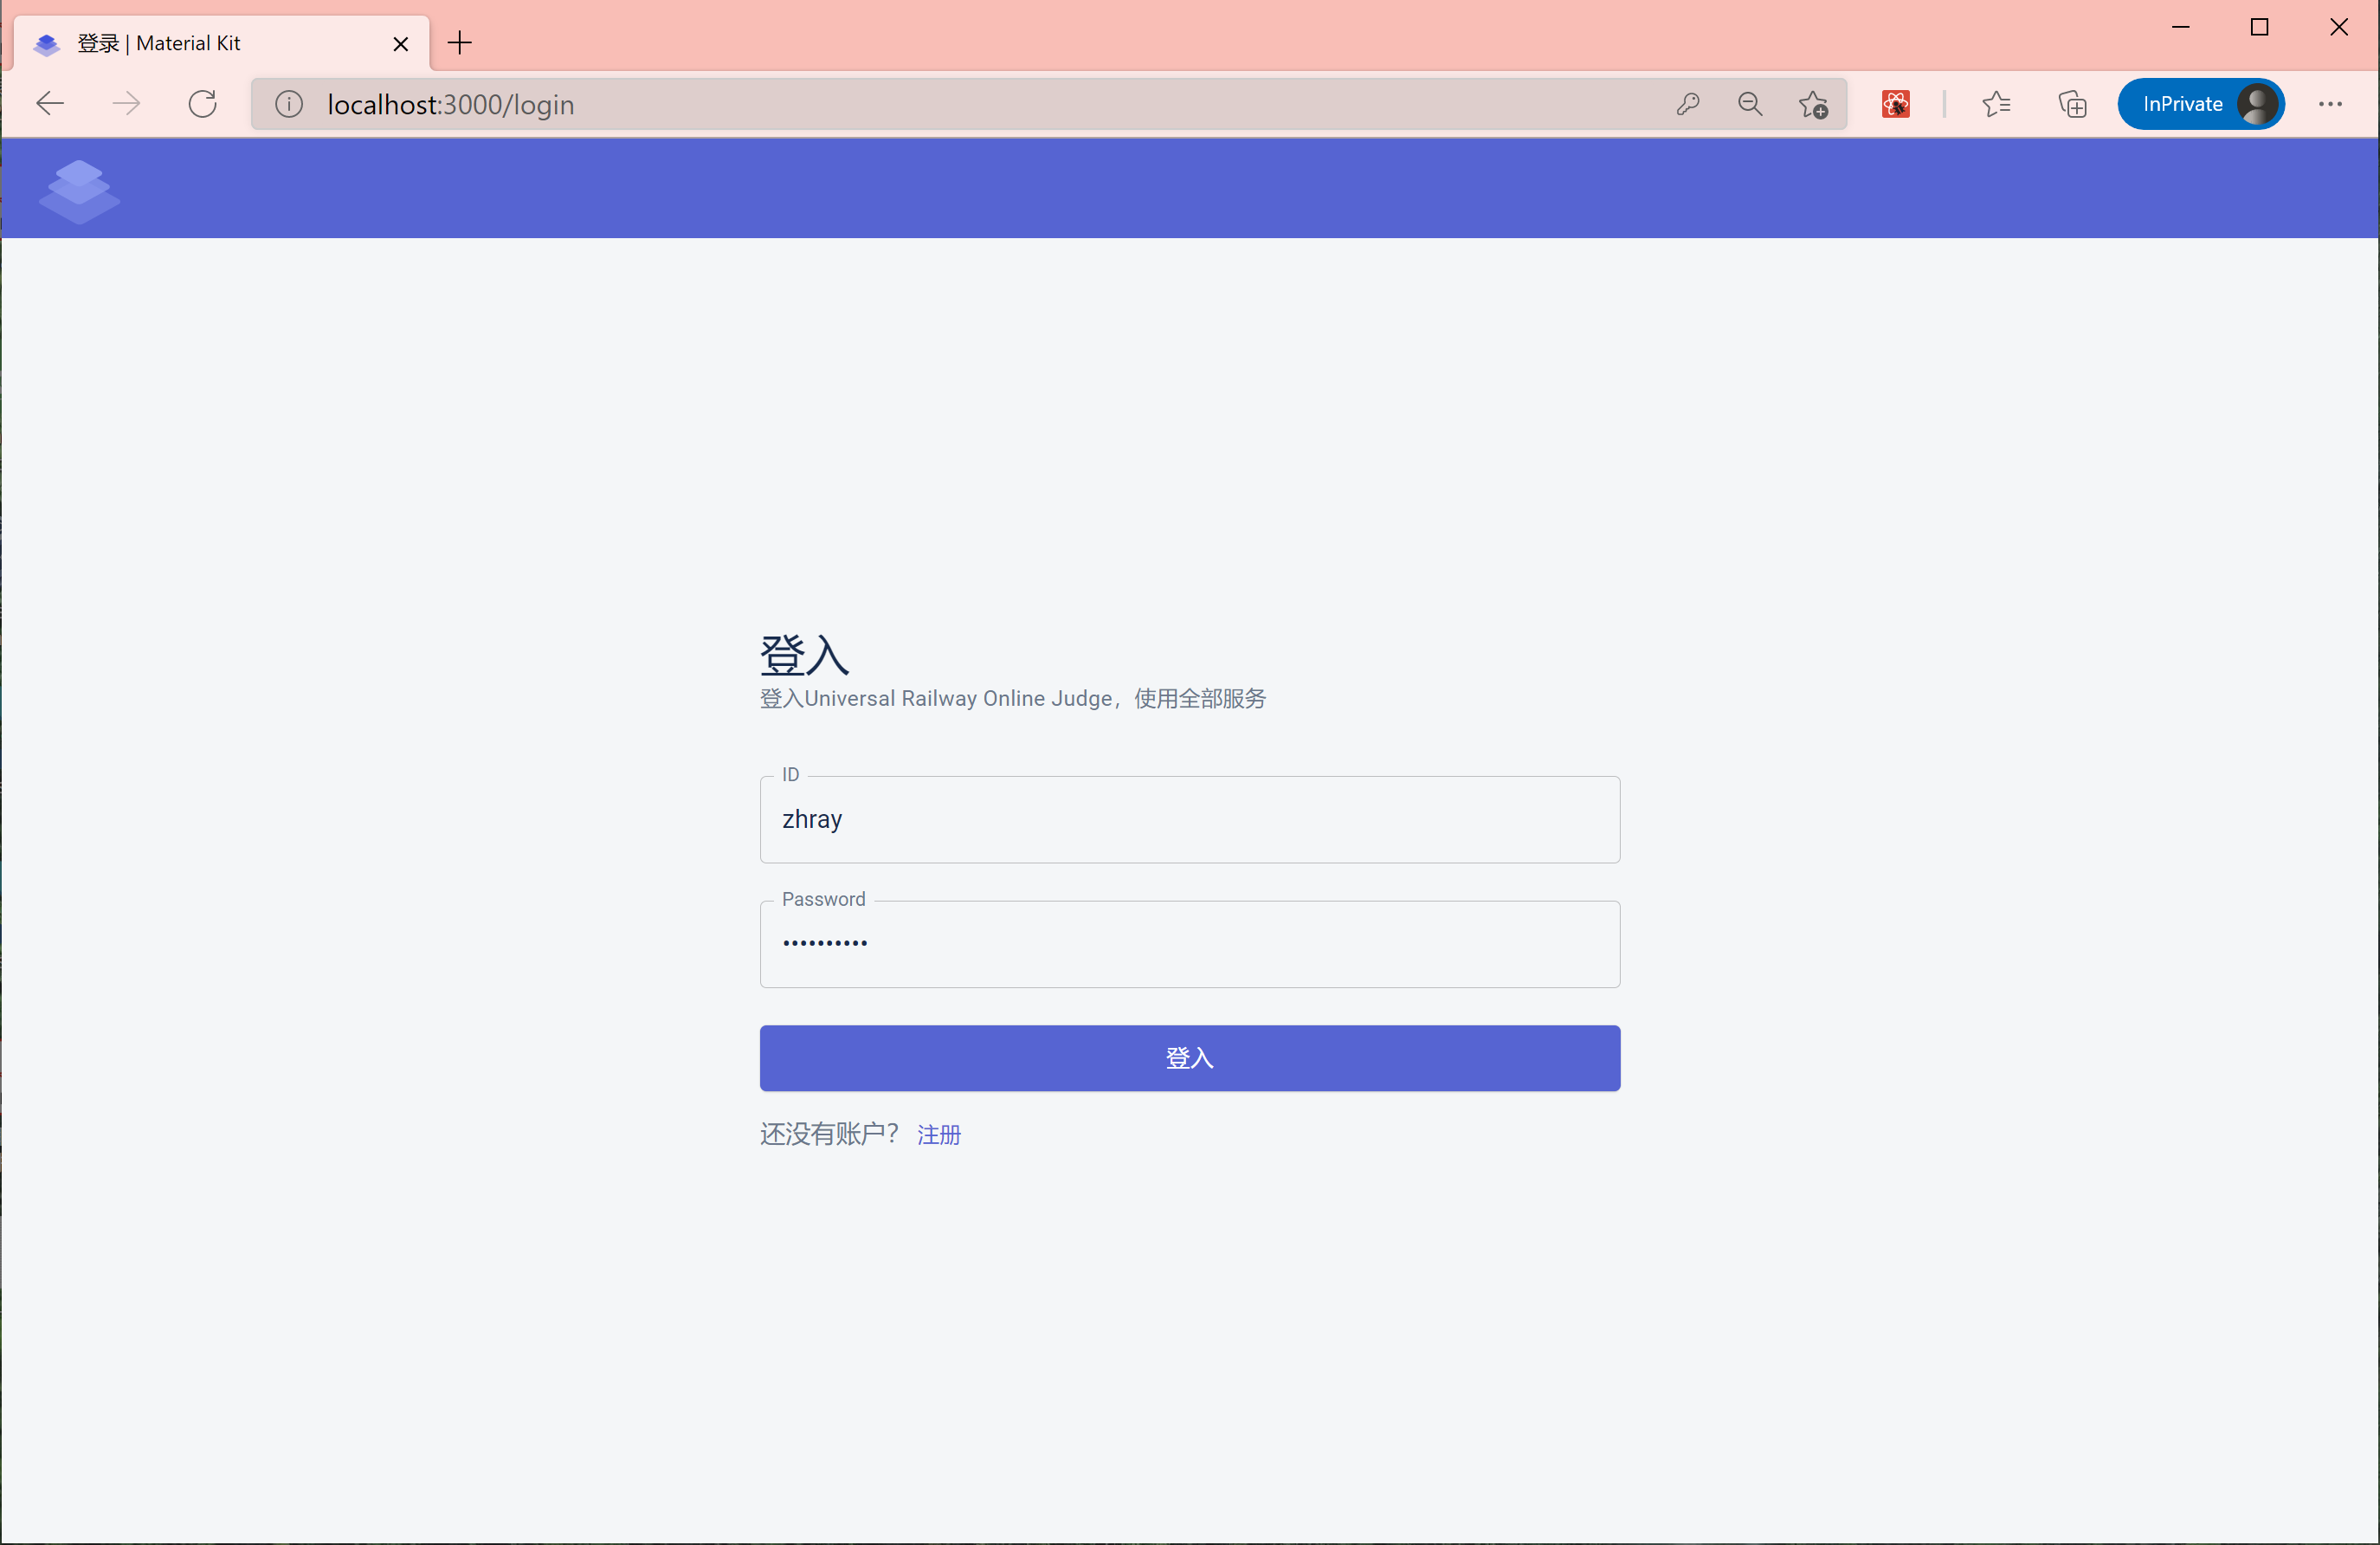 登录 | Material Kit
localhost:3000/login
InPrivate
登入
登入Universal Railway Online Judge，使用全部服务
ID
zhray
Password
••••••••••
登入
还没有账户？ 注册